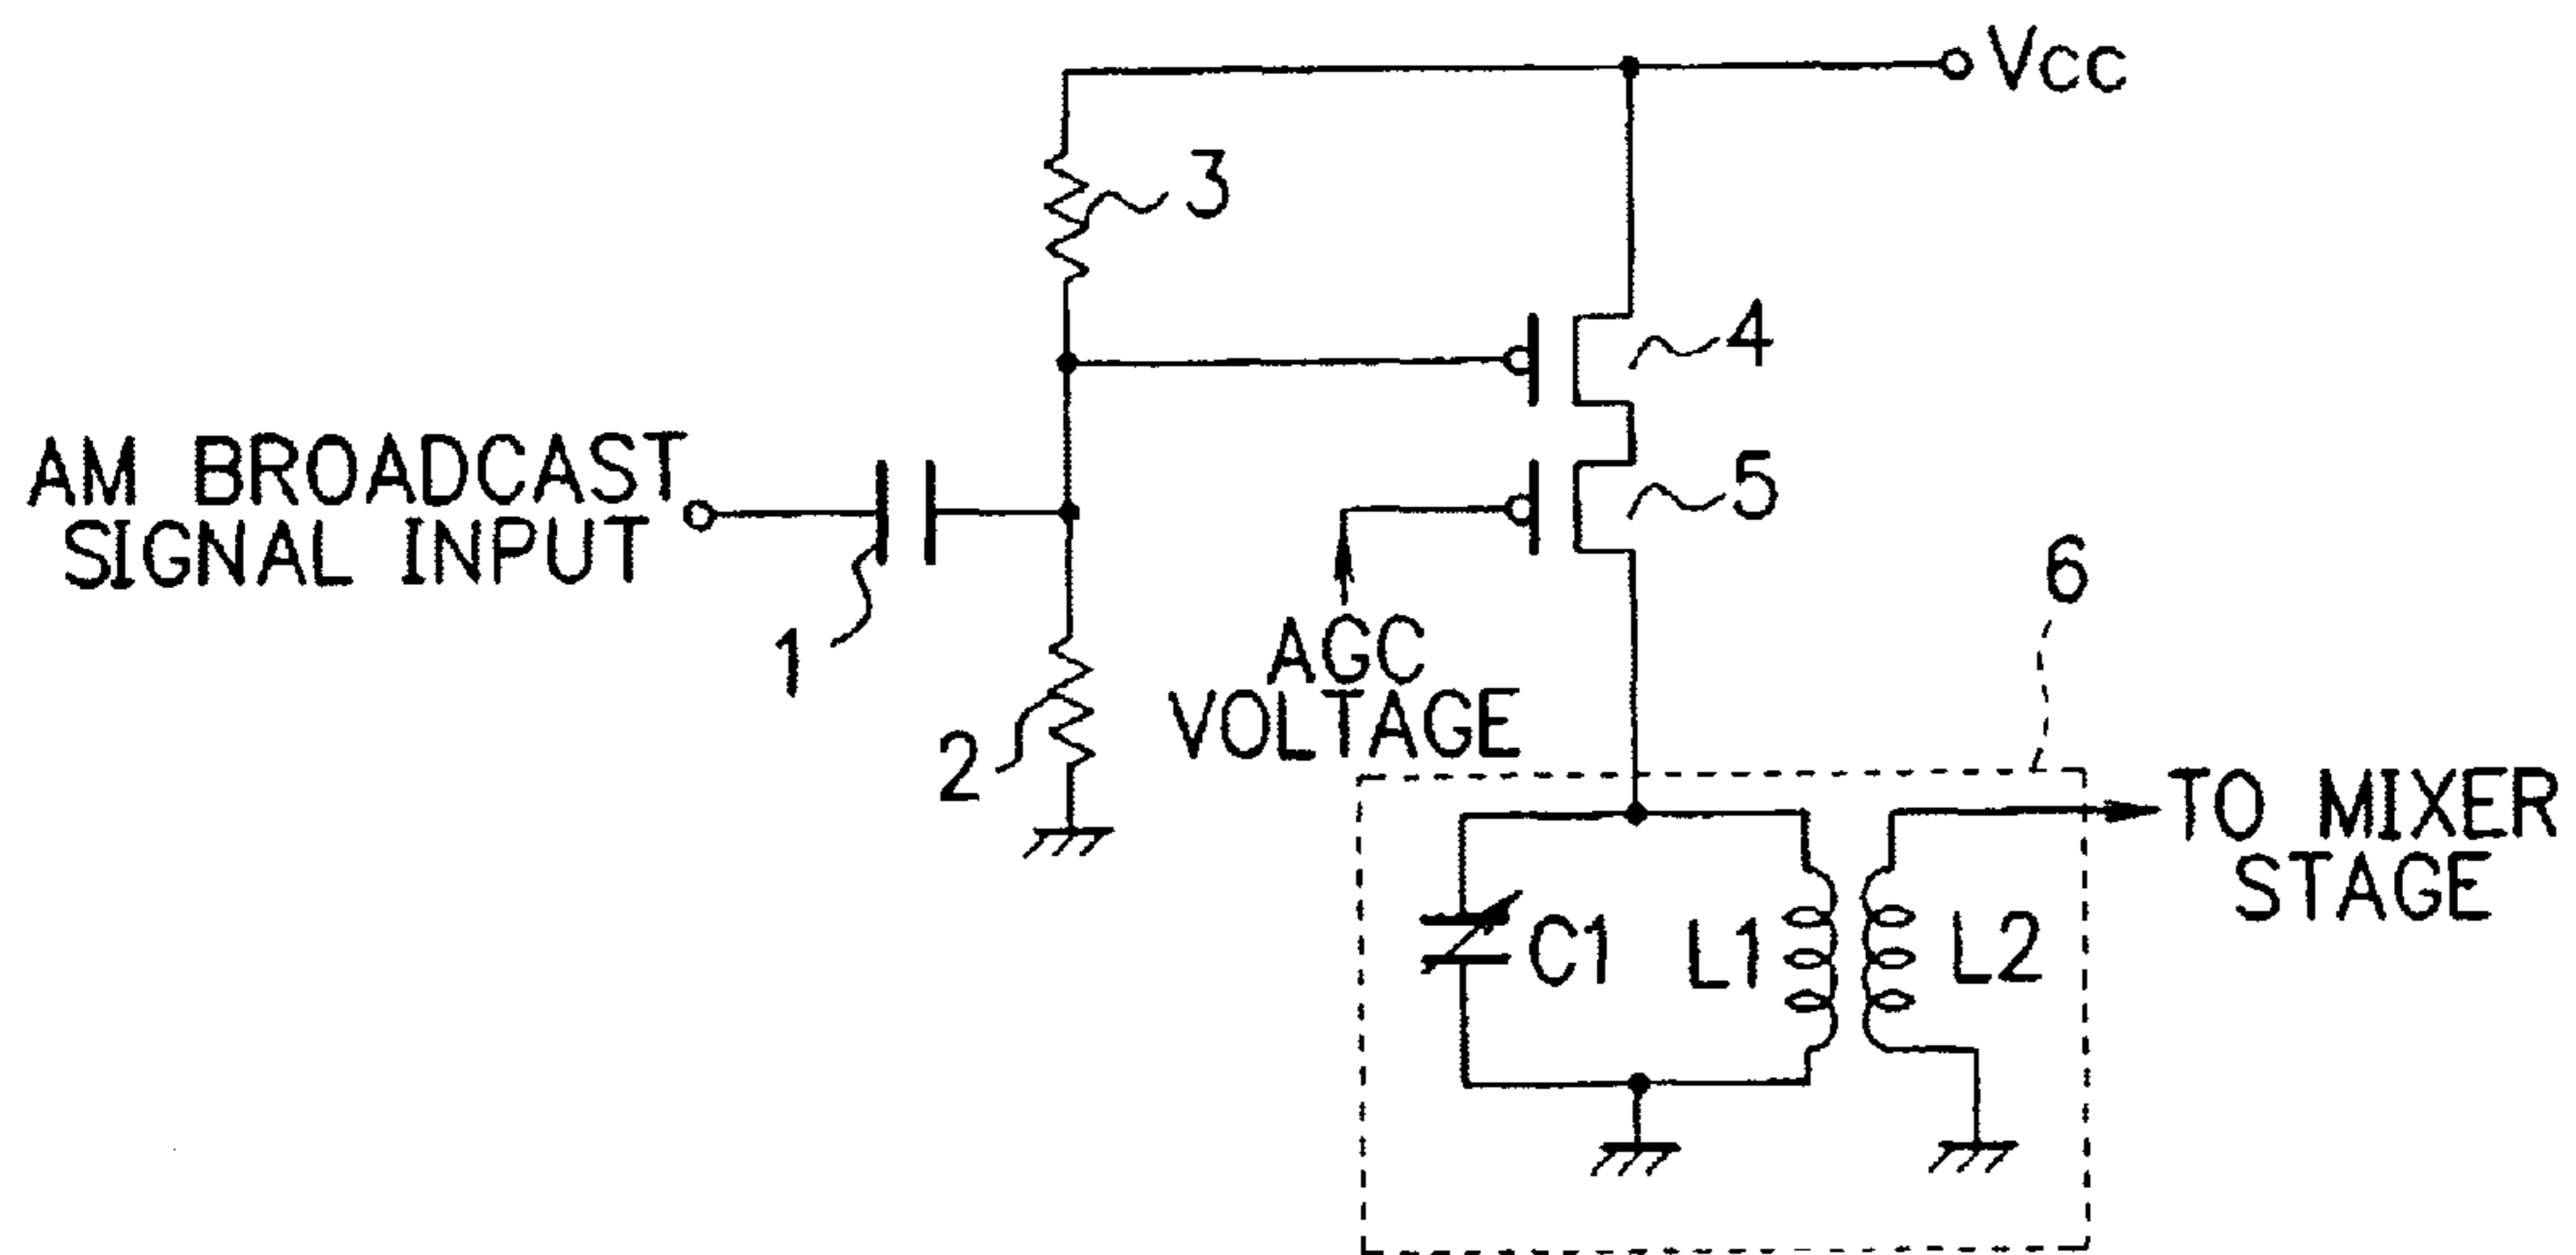 Vcc
3
4
AM BROADCAST
SIGNAL INPUT
5
1
6
AGC
VOLTAGE
2
TO MIXER
STAGE
C1
L1
L2